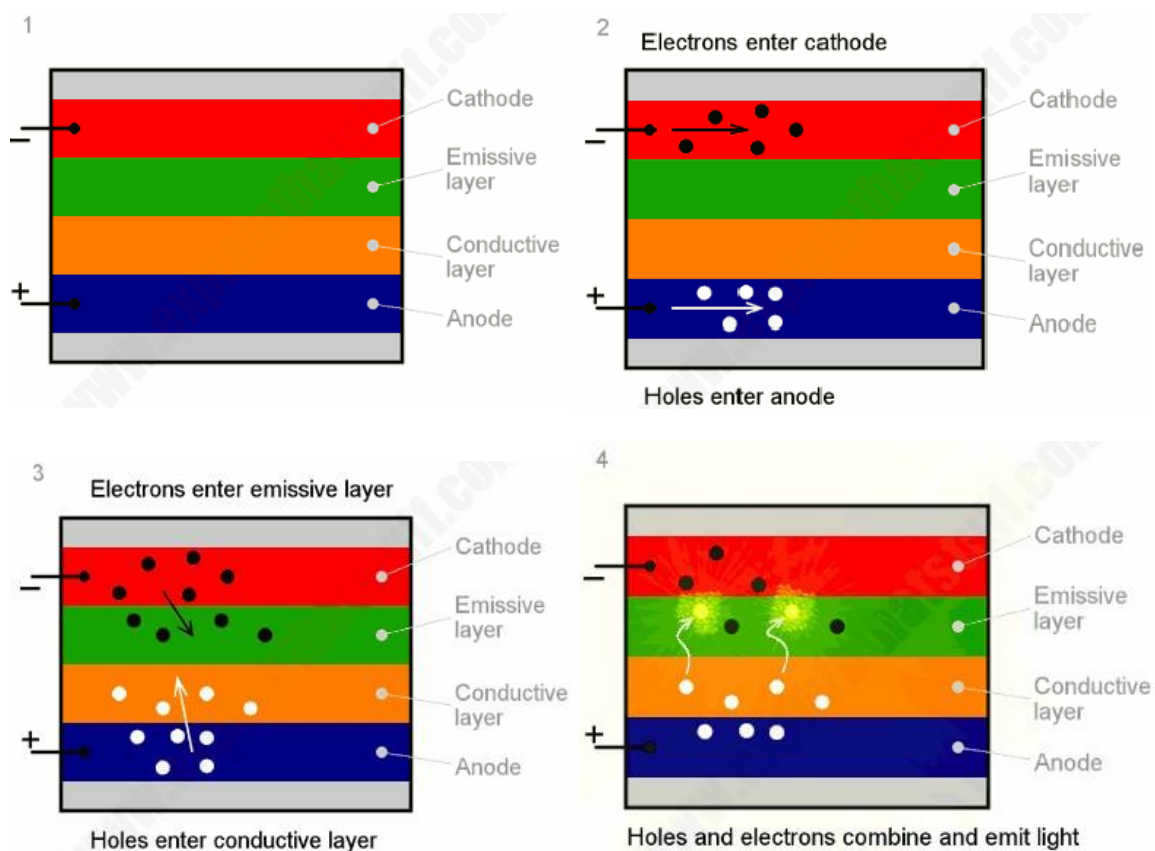 1
Cathode
Emissive
layer
Conductive
layer
Anode
−
+
2
Electrons enter cathode
Cathode
Emissive
layer
Conductive
layer
Anode
−
+
Holes enter anode
3
Electrons enter emissive layer
Cathode
Emissive
layer
Conductive
layer
Anode
−
+
Holes enter conductive layer
4
Cathode
Emissive
layer
Conductive
layer
Anode
−
+
Holes and electrons combine and emit light